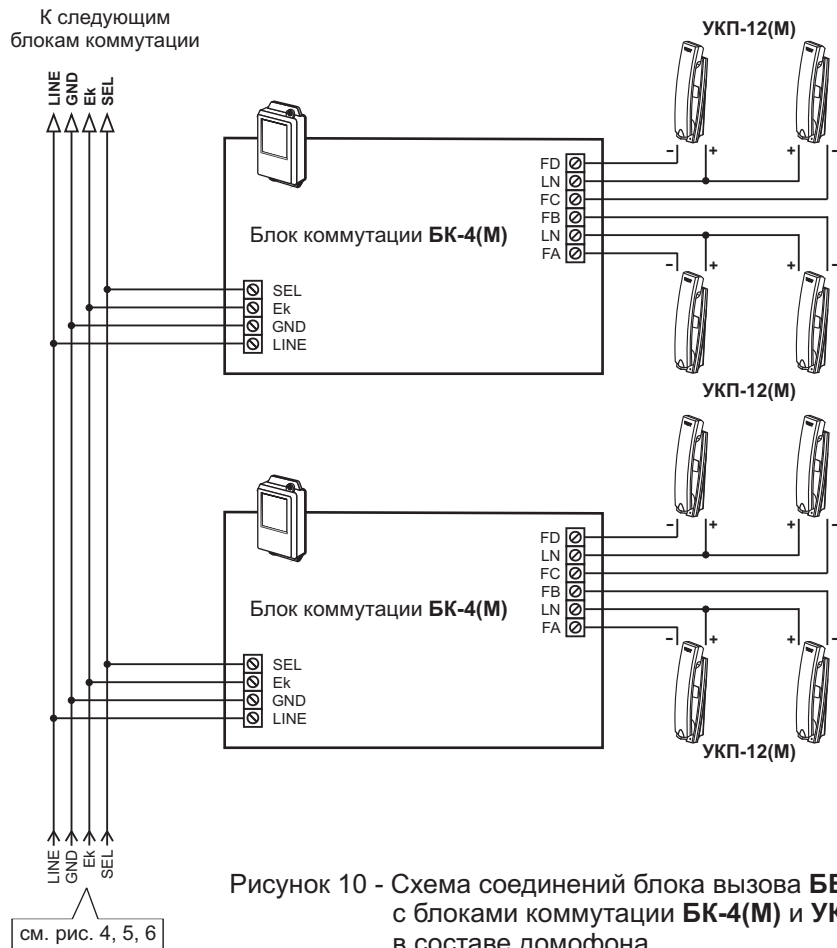 К следующим
блокам коммутации
LINE
GND
Ek
SEL
УКП-12(М)
Блок коммутации БК-4(М)
FD
LN
FC
FB
LN
FA
- + + -
- + + -
SEL
Ek
GND
LINE
УКП-12(М)
Блок коммутации БК-4(М)
FD
LN
FC
FB
LN
FA
- + + -
- + + -
SEL
Ek
GND
LINE
УКП-12(М)
LINE
GND
Ek
SEL
см. рис. 4, 5, 6
Рисунок 10 - Схема соединений блока вызова
с блоками коммутации БК-4(М) и
в составе домофона